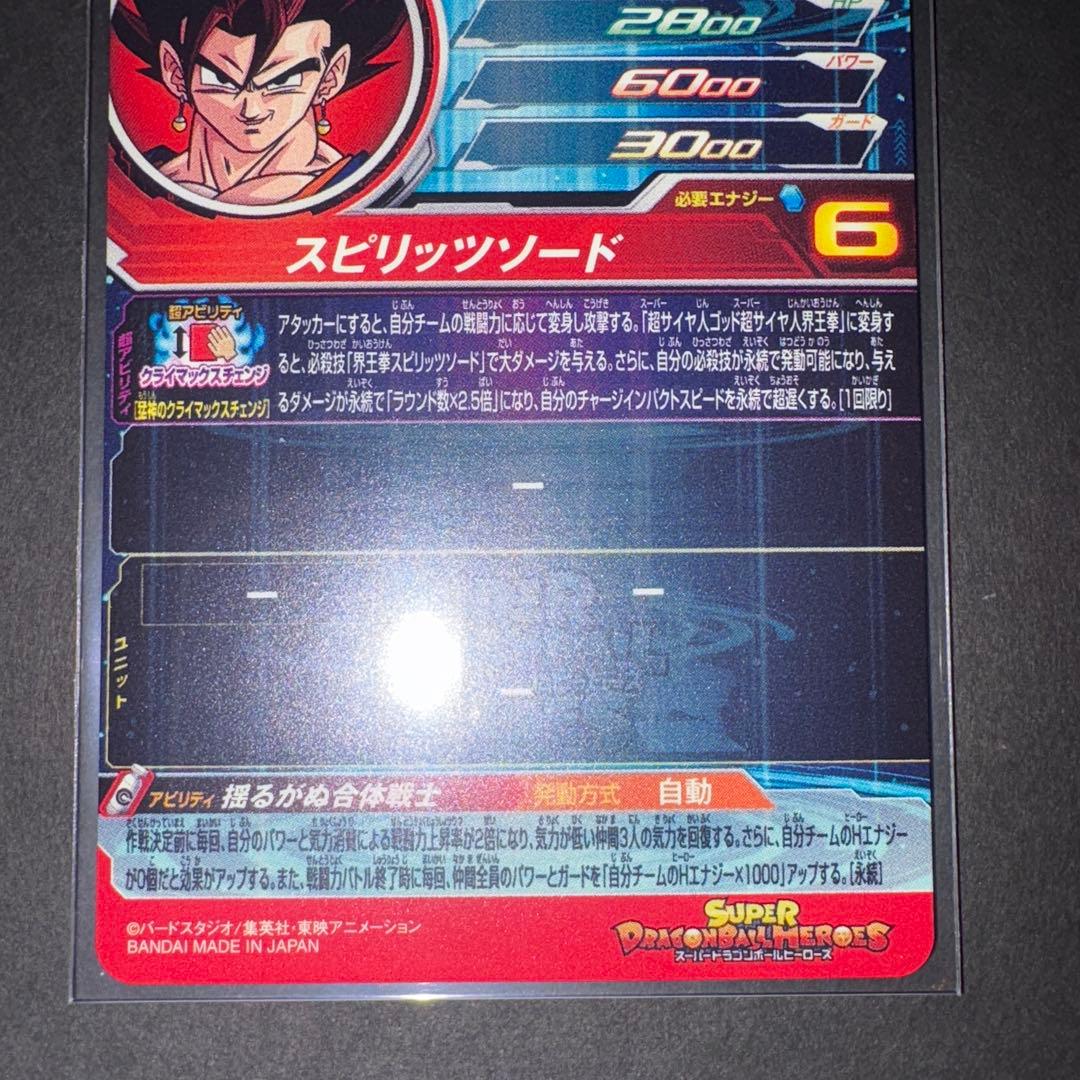 HP
2800
パワー
6000
ガード
3000
必要エナジー 6
スピリッツソード
超アビリティ
超アビリティ
クライマックスチェンジ
[猛神のクライマックスチェンジ]
アタッカーにすると、自分チームの戦闘力に応じて変身し攻撃する。「超サイヤ人ゴッド超サイヤ人界王拳」に変身す
ると、必殺技「界王拳スピリッツソード」で大ダメージを与える。さらに、自分の必殺技が永続で発動可能になり、与え
るダメージが永続で「ラウンド数×2.5倍」になり、自分のチャージインパクトスピードを永続で超遅くする。[1回限り]
ー
ユニット
ー ー
ー
アビリティ 揺るがぬ合体戦士 発動方式 自動
作戦決定前に毎回、自分のパワーと気力消費による戦闘力上昇率が2倍になり、気力が低い仲間3人の気力を回復する。さらに、自分チームのHエナジー
が0個だと効果がアップする。また、戦闘力バトル終了時に毎回、仲間全員のパワーとガードを「自分チームのHエナジー×1000」アップする。[永続]
©バードスタジオ/集英社・東映アニメーション
BANDAI MADE IN JAPAN
SUPER
DRAGONBALL HEROES
スーパードラゴンボールヒーローズ